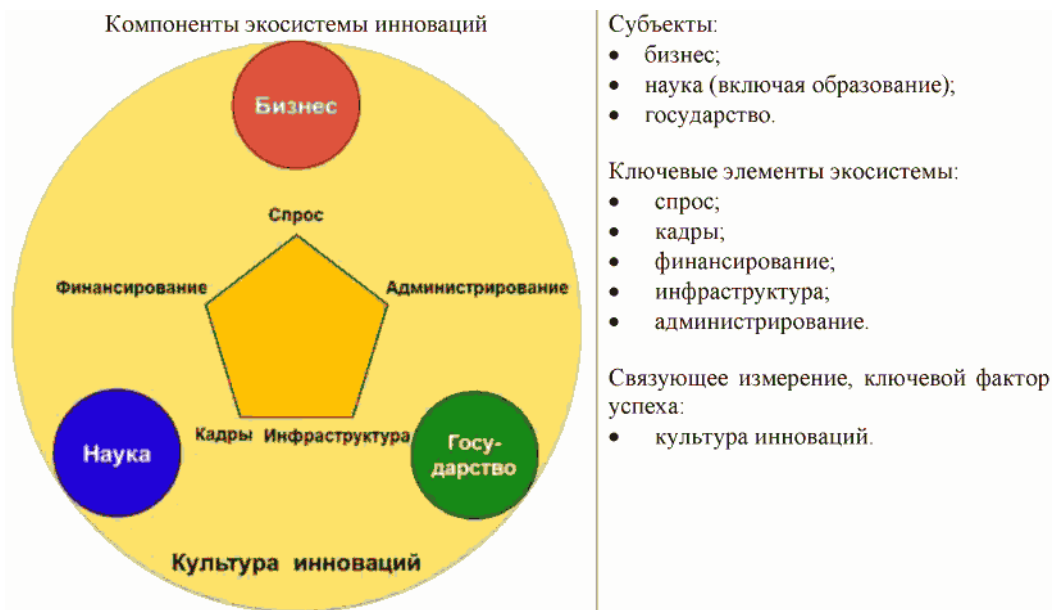 Компоненты экосистемы инноваций
Бизнес
Спрос
Финансирование
Администрирование
Кадры
Инфраструктура
Наука
Госу-
дарство
Культура инноваций
Субъекты:
• бизнес;
• наука (включая образование);
• государство.
Ключевые элементы экосистемы:
• спрос;
• кадры;
• финансирование;
• инфраструктура;
• администрирование.
Связующее измерение, ключевой фактор
успеха:
• культура инноваций.